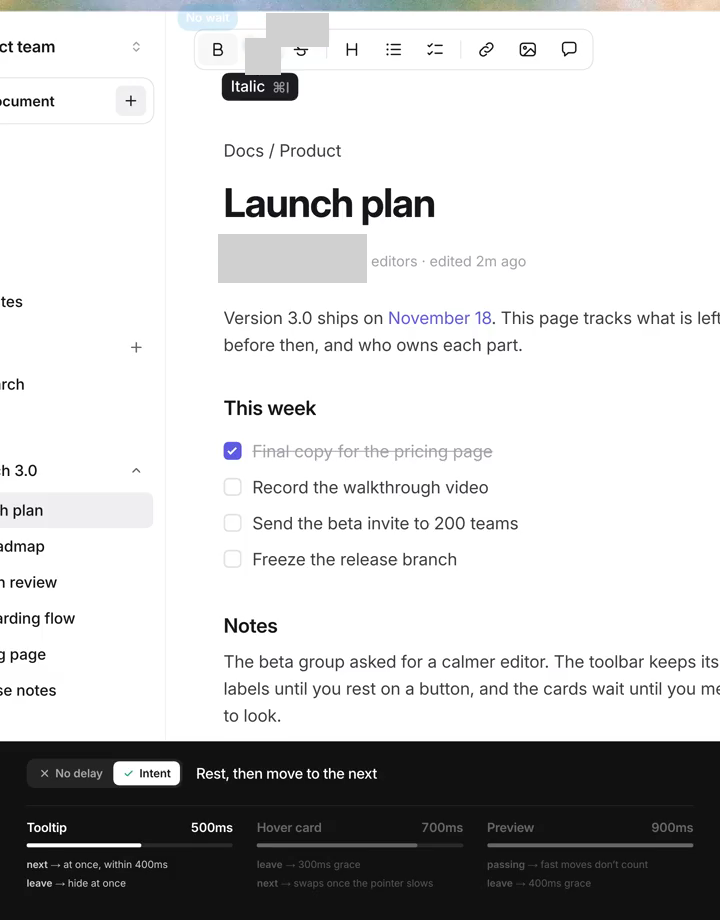 No wait
ct team
B S H
Italic ⌘I
ocument
Docs / Product
Launch plan
editors · edited 2m ago
tes
Version 3.0 ships on November 18. This page tracks what is left
before then, and who owns each part.
rch
This week
Final copy for the pricing page
h 3.0
Record the walkthrough video
h plan
Send the beta invite to 200 teams
admap
Freeze the release branch
n review
arding flow
Notes
g page
The beta group asked for a calmer editor. The toolbar keeps its
se notes
labels until you rest on a button, and the cards wait until you me
to look.
No delay
Intent
Rest, then move to the next
Tooltip 500ms
next → at once, within 400ms
leave → hide at once
Hover card 700ms
leave → 300ms grace
next → swaps once the pointer slows
Preview 900ms
passing → fast moves don't count
leave → 400ms grace